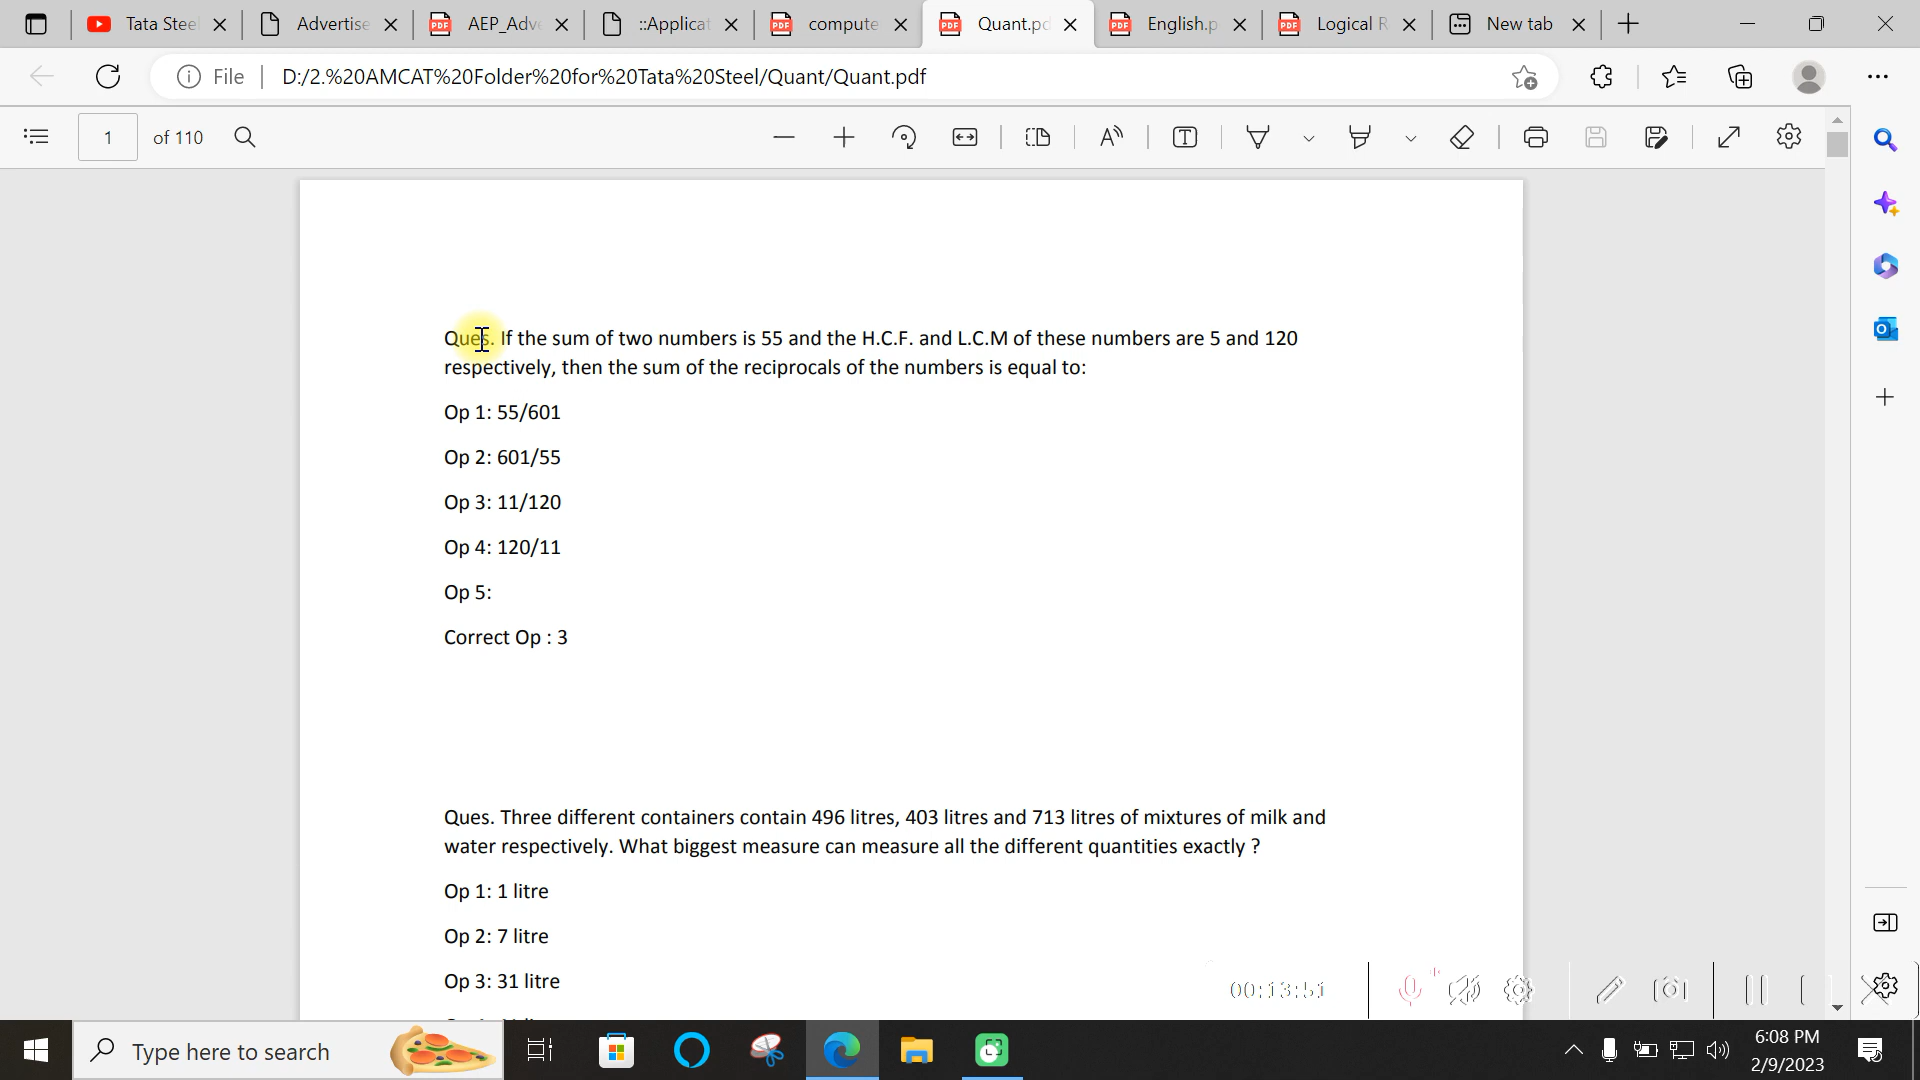 Tata Steel
Advertise
AEP_Adve
::Applicat
compute
Quant.pd
English.p
Logical R
New tab
File
D:/2.%20AMCAT%20Folder%20for%20Tata%20Steel/Quant/Quant.pdf
1 of 110
Ques. If the sum of two numbers is 55 and the H.C.F. and L.C.M of these numbers are 5 and 120
respectively, then the sum of the reciprocals of the numbers is equal to:
Op 1: 55/601
Op 2: 601/55
Op 3: 11/120
Op 4: 120/11
Op 5:
Correct Op : 3
Ques. Three different containers contain 496 litres, 403 litres and 713 litres of mixtures of milk and
water respectively. What biggest measure can measure all the different quantities exactly ?
Op 1: 1 litre
Op 2: 7 litre
Op 3: 31 litre
00:13:51
Type here to search
6:08 PM
2/9/2023